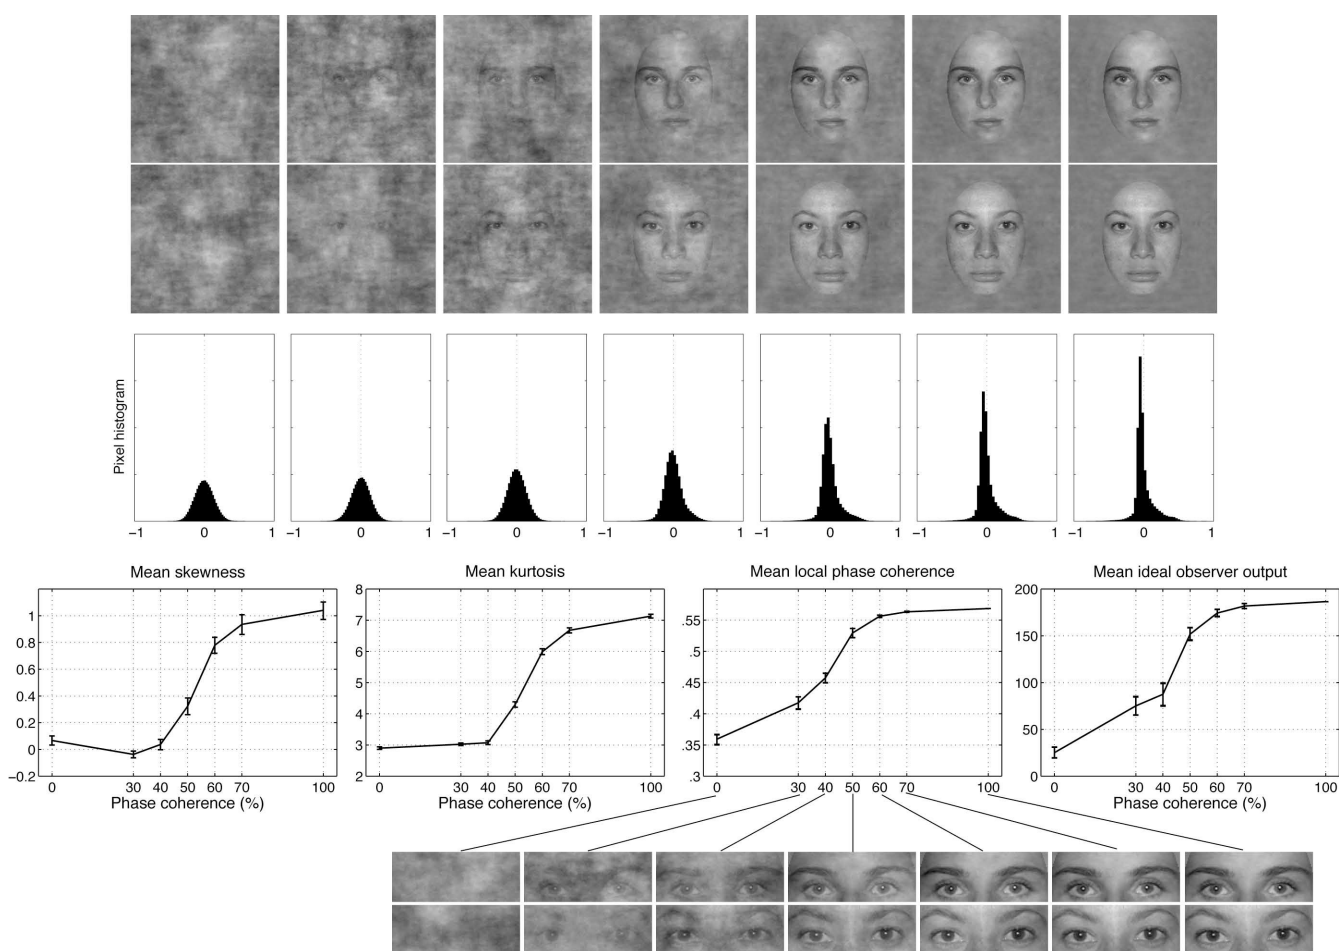 Pixel histogram
−1 0 1 −1 0 1 −1 0 1 −1 0 1 −1 0 1 −1 0 1 −1 0 1
Mean skewness
1
0.8
0.6
0.4
0.2
0
−0.2
0 30 40 50 60 70 100
Phase coherence (%)
Mean kurtosis
8
7
6
5
4
3
2
0 30 40 50 60 70 100
Phase coherence (%)
Mean local phase coherence
.55
.5
.45
.4
.35
.3
0 30 40 50 60 70 100
Mean ideal observer output
200
150
100
50
0
0 30 40 50 60 70 100
Phase coherence (%)